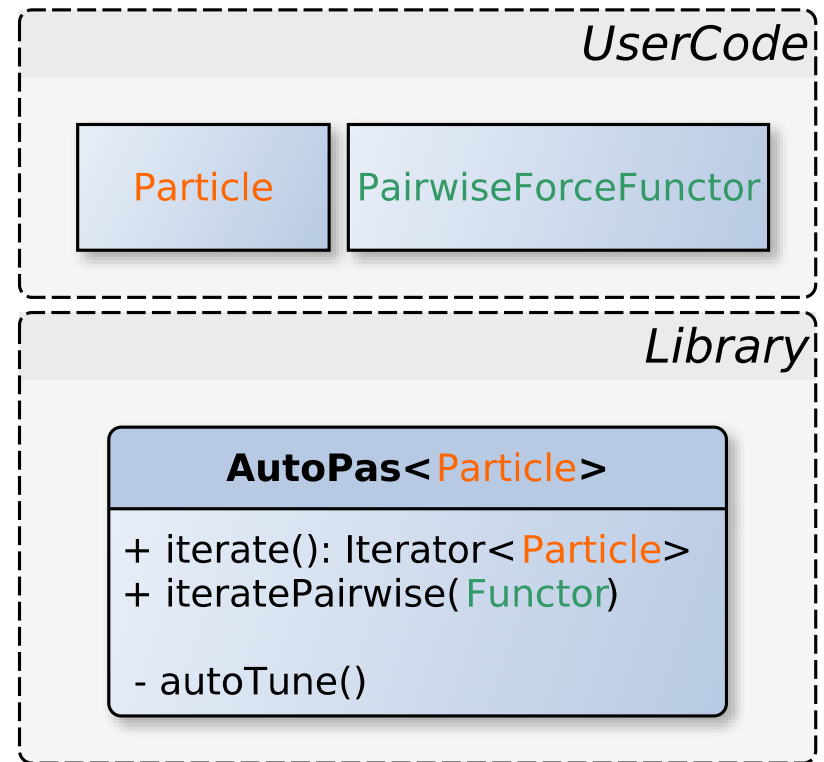 UserCode
Particle
PairwiseForceFunctor
Library
AutoPas<Particle>
+ iterate(): Iterator<Particle>
+ iteratePairwise(Functor)
- autoTune()